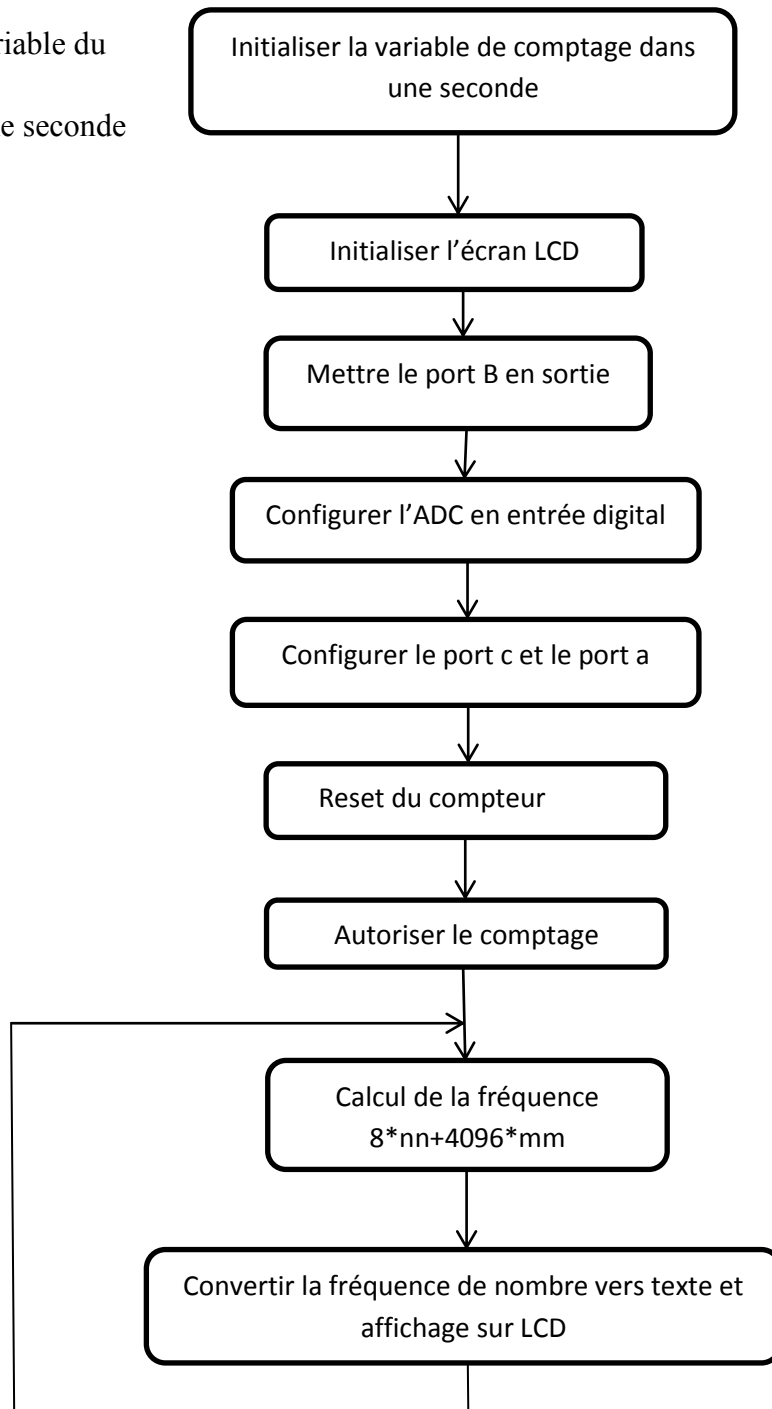 riable du
e seconde
Initialiser la variable de comptage dans
une seconde
Initialiser l’écran LCD
Mettre le port B en sortie
Configurer l’ADC en entrée digital
Configurer le port c et le port a
Reset du compteur
Autoriser le comptage
Calcul de la fréquence
8*nn+4096*mm
Convertir la fréquence de nombre vers texte et
affichage sur LCD